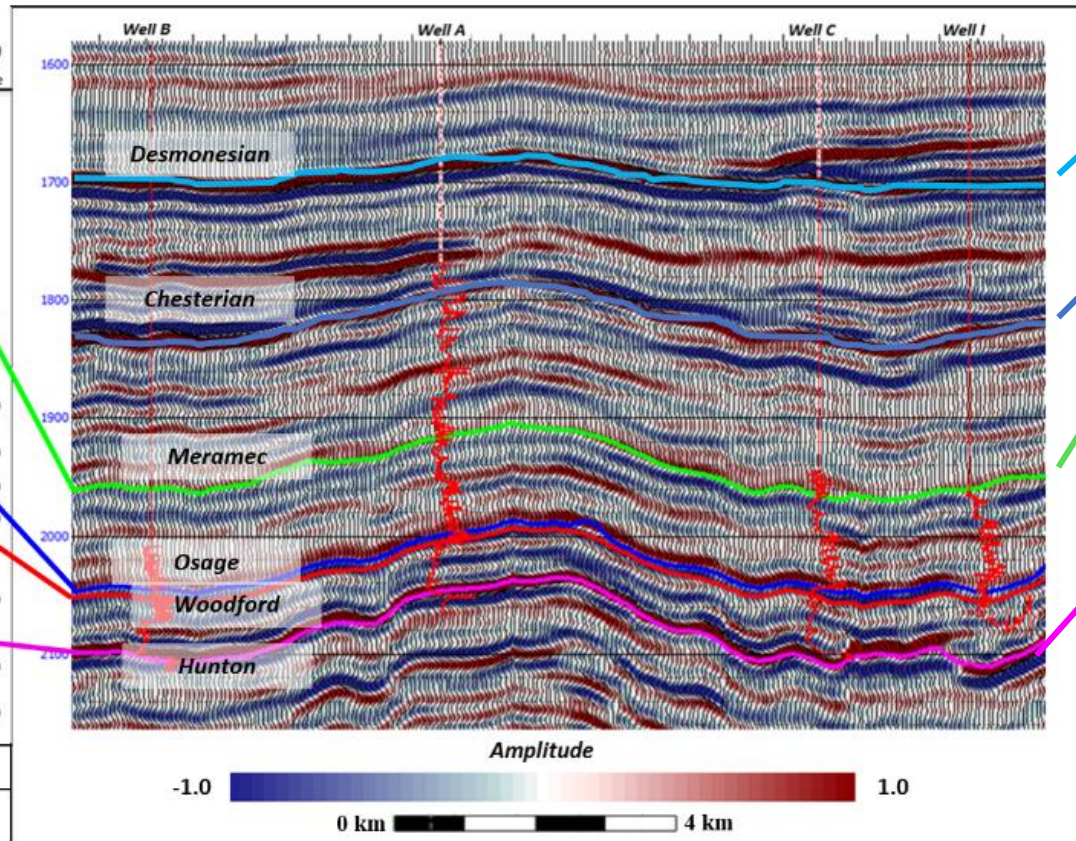 Well B Well A Well C Well I
1600
Desmonesian
1700
Chesterian
1800
1900
Meramec
2000
Osage
Woodford
2100
Hunton
Amplitude
-1.0 1.0
0 km 4 km